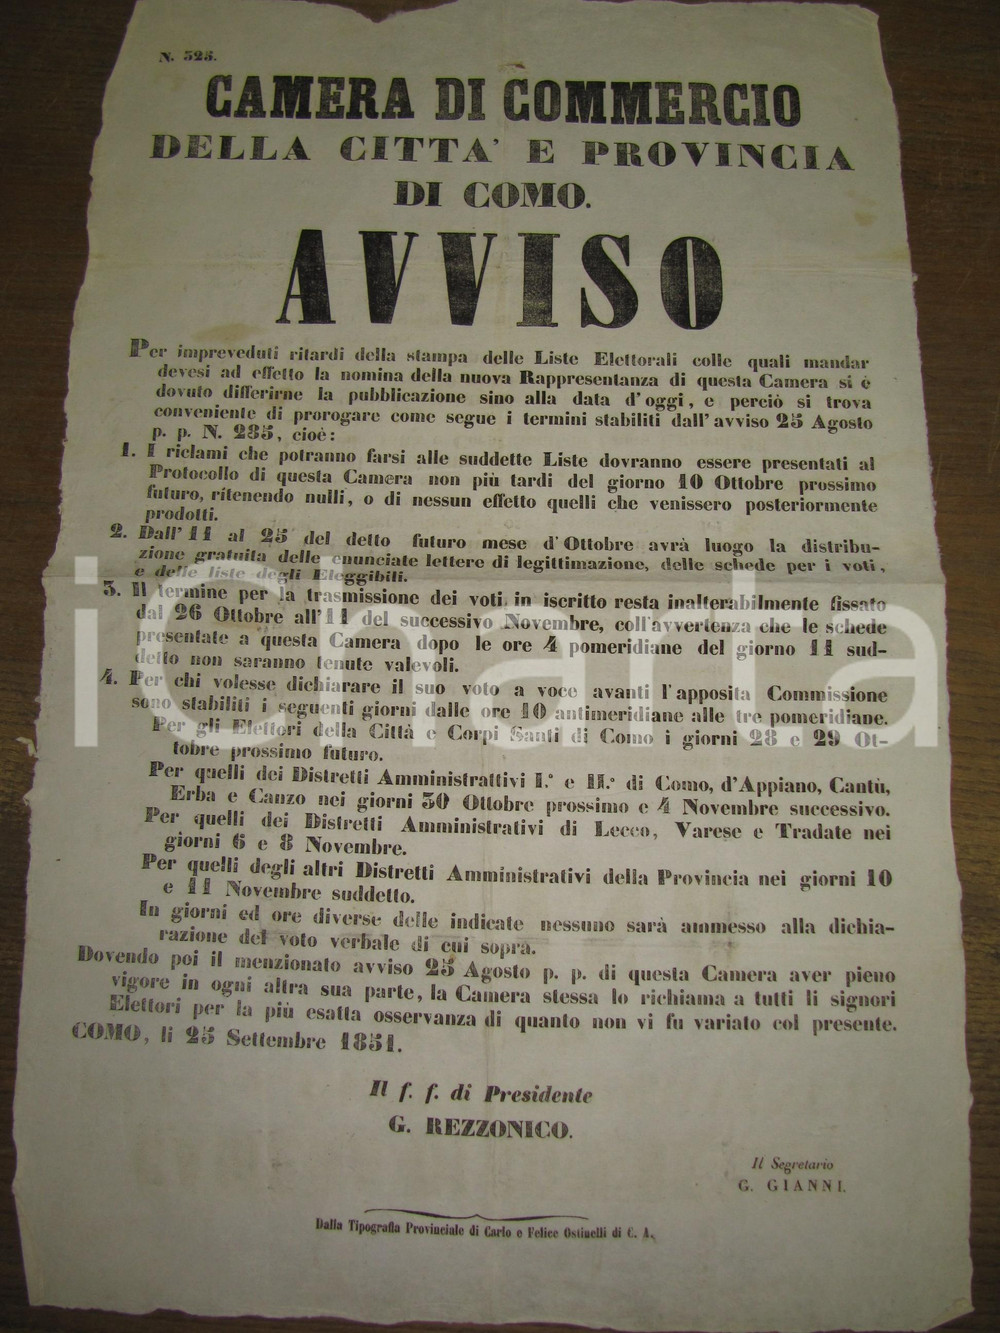 N. 325.
CAMERA DI COMMERCIO
DELLA CITTA' E PROVINCIA
DI COMO.
AVVISO
Per impreveduti ritardi della stampa delle Liste Elettorali colle quali mandar
devesi ad effetto la nomina della nuova Rappresentanza di questa Camera si è
dovuto differirne la pubblicazione sino alla data d'oggi, e perciò si trova
conveniente di prorogare come segue i termini stabiliti dall'avviso 25 Agosto
p. p. N. 285, cioè:
1. I riclami che potranno farsi alle suddette Liste dovranno essere presentati al
Protocollo di questa Camera non più tardi del giorno 10 Ottobre prossimo
futuro, ritenendo nulli, o di nessun effetto quelli che venissero posteriormente
prodotti.
2. Dall'11 al 25 del detto futuro mese d'Ottobre avrà luogo la distribu-
zione gratuita delle enunciate lettere di legittimazione, delle schede per i voti,
e delle liste degli Eleggibili.
3. Il termine per la trasmissione dei voti in iscritto resta inalterabilmente fissato
dal 26 Ottobre all'11 del successivo Novembre, coll'avvertenza che le schede
presentate a questa Camera dopo le ore 4 pomeridiane del giorno 11 sud-
detto non saranno tenute valevoli.
4. Per chi volesse dichiarare il suo voto a voce avanti l'apposita Commissione
sono stabiliti i seguenti giorni dalle ore 10 antimeridiane alle tre pomeridiane.
Per gli Elettori della Città e Corpi Santi di Como i giorni 28 e 29 Ot-
tobre prossimo futuro.
Per quelli dei Distretti Amministrattivi I.° e II.° di Como, d'Appiano, Cantù,
Erba e Canzo nei giorni 30 Ottobre prossimo e 4 Novembre successivo.
Per quelli dei Distretti Amministrativi di Lecco, Varese e Tradate nei
giorni 6 e 8 Novembre.
Per quelli degli altri Distretti Amministrativi della Provincia nei giorni 10
e 11 Novembre suddetto.
In giorni ed ore diverse delle indicate nessuno sarà ammesso alla dichia-
razione del voto verbale di cui sopra.
Dovendo poi il menzionato avviso 25 Agosto p. p. di questa Camera aver pieno
vigore in ogni altra sua parte, la Camera stessa lo richiama a tutti li signori
Elettori per la più esatta osservanza di quanto non vi fu variato col presente.
COMO, li 25 Settembre 1851.
Il f. f. di Presidente
G. REZZONICO.
Il Segretario
G. GIANNI.
Dalla Tipografia Provinciale di Carlo e Felice Ostinelli di C. A.
iCharta